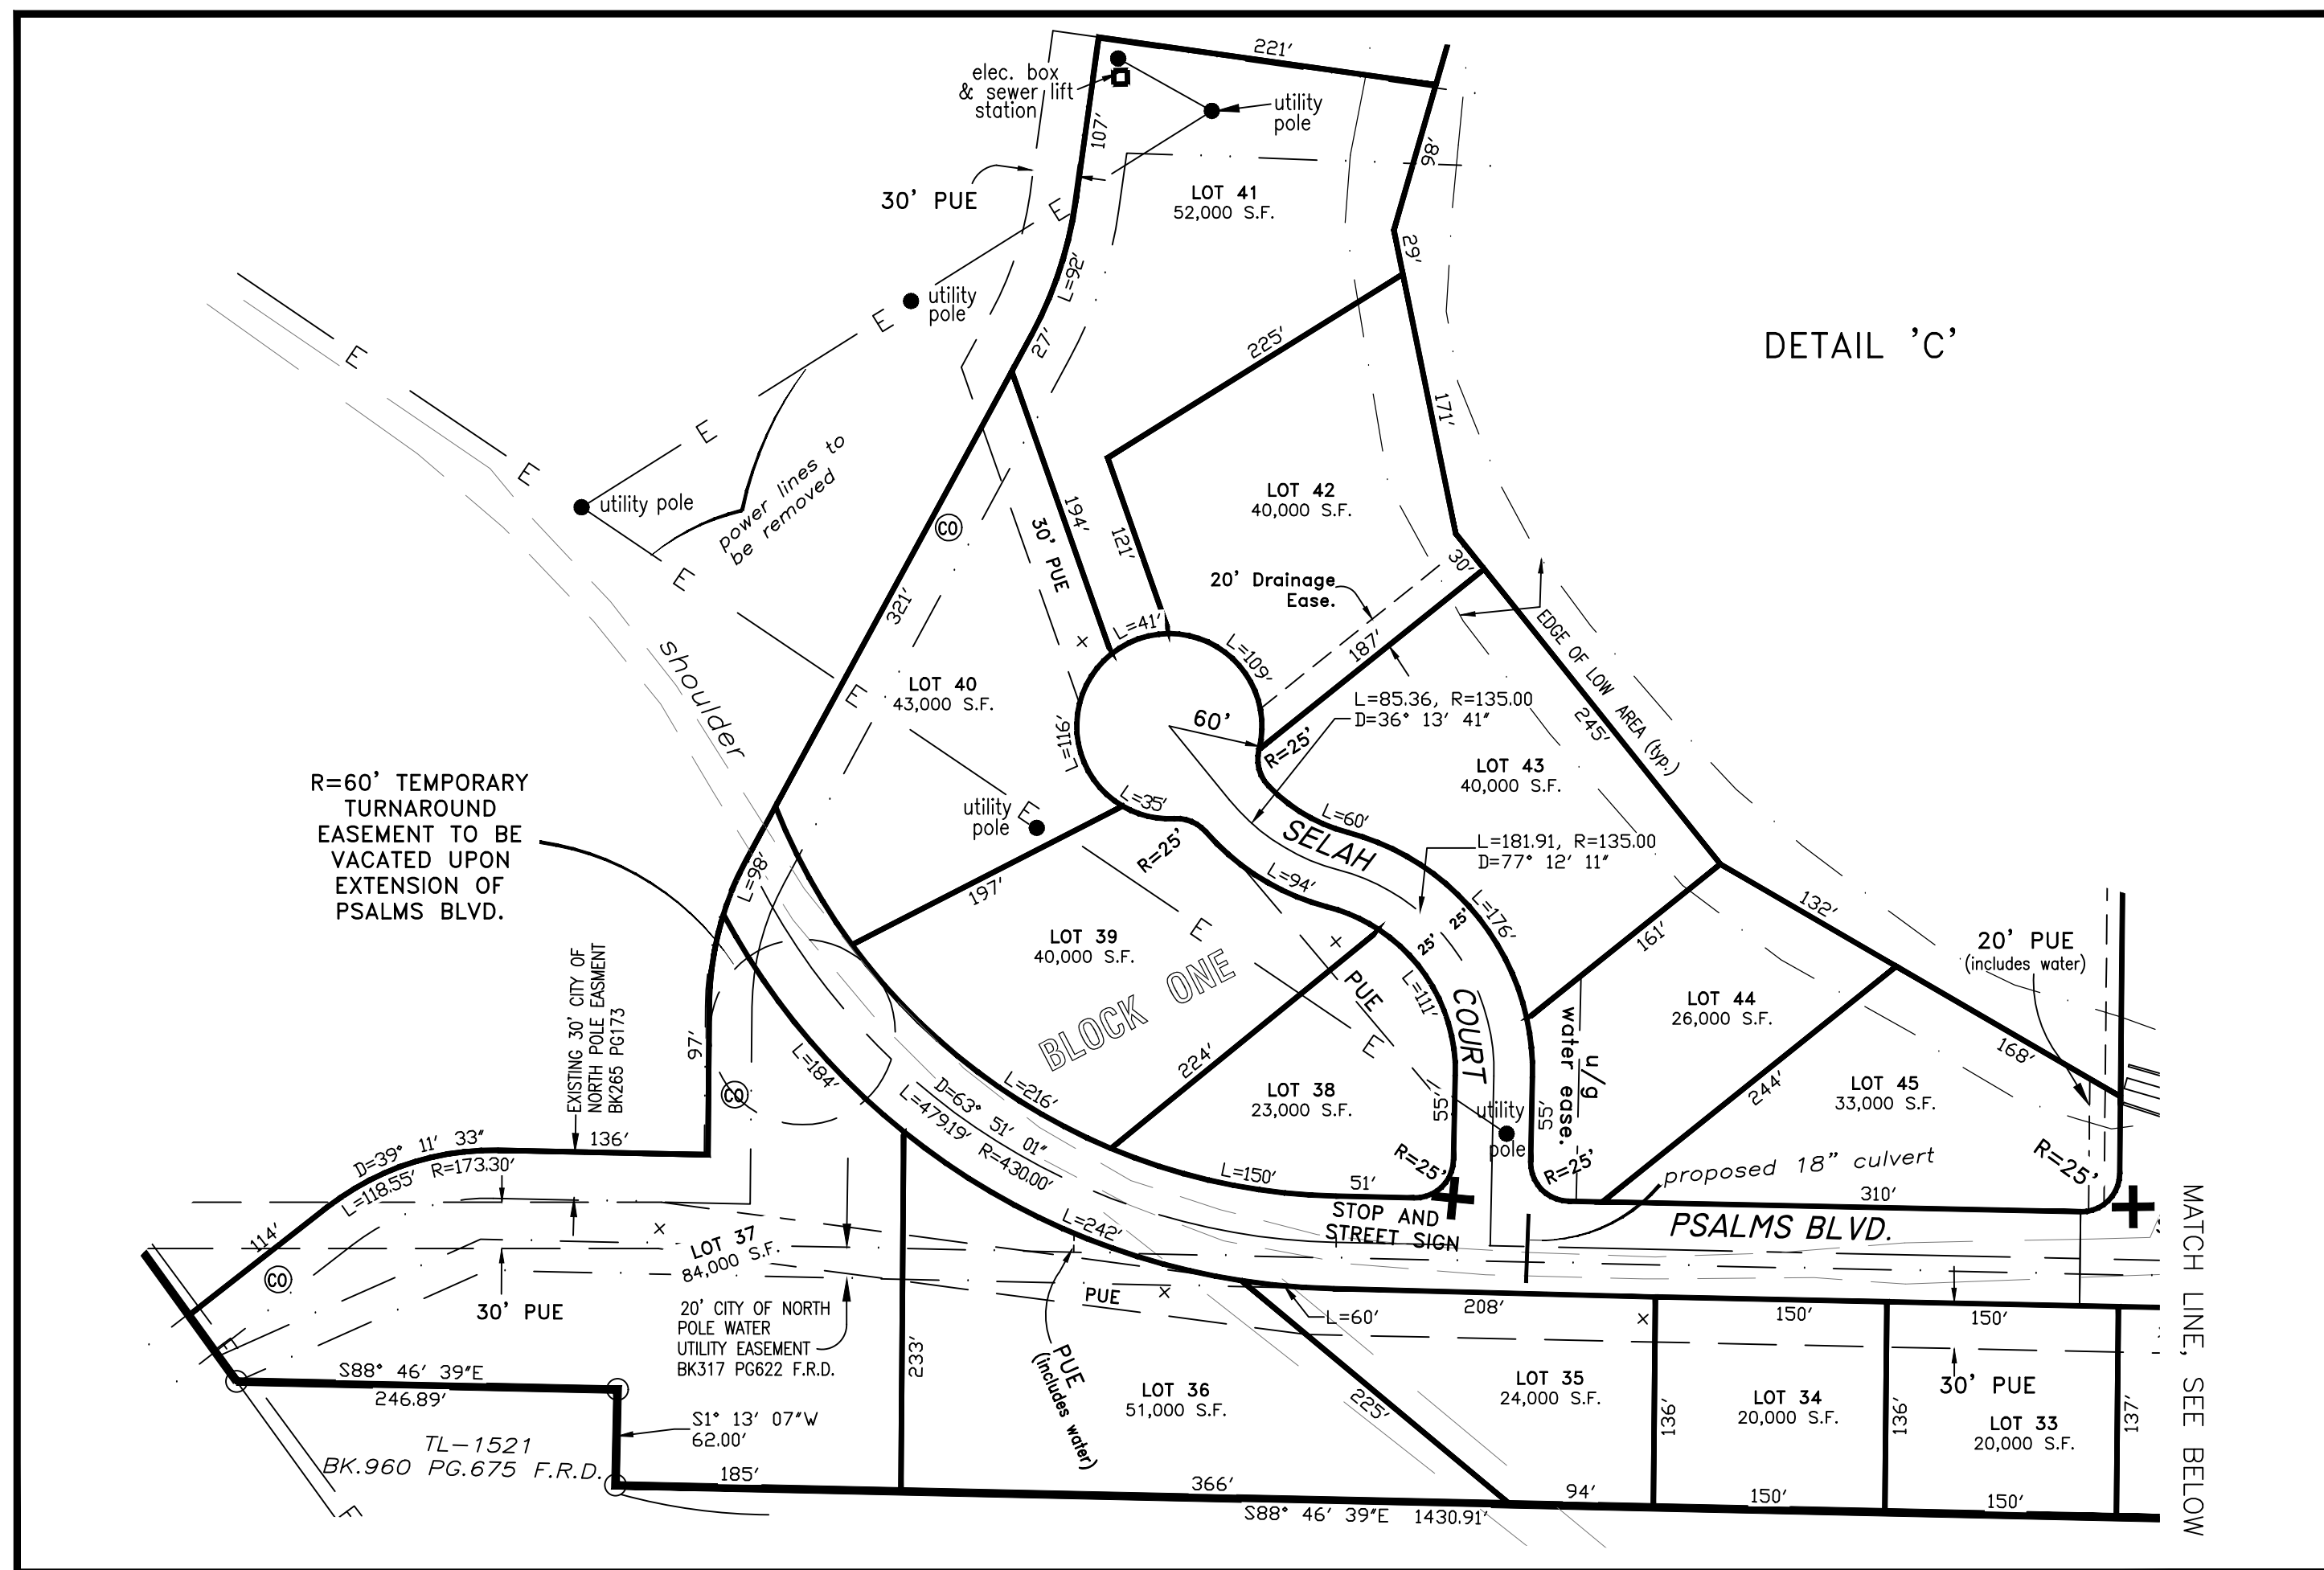 221′
elec. box
& sewer lift
station
utility
pole
107′
98′
30' PUE
LOT 41
52,000 S.F.
E
29′
L=92′
utility
pole
E
27′
225′
DETAIL 'C'
E
171′
E
E
power lines to
be removed
utility pole
LOT 42
40,000 S.F.
CO
194′
30' PUE
121′
E
20' Drainage
Ease.
30′
321′
L=41′
L=109′
187′
EDGE OF LOW AREA (typ.)
245′
shoulder
LOT 40
43,000 S.F.
E
L=116′
60'
R=25'
L=85.36, R=135.00
D=36° 13′ 41″
LOT 43
40,000 S.F.
R=60' TEMPORARY
TURNAROUND
EASEMENT TO BE
VACATED UPON
EXTENSION OF
PSALMS BLVD.
utility
pole
E
L=35′
R=25'
L=60′
SELAH
L=181.91, R=135.00
D=77° 12′ 11″
L=98′
197′
L=94′
L=176′
25' 25'
132′
161′
E
LOT 39
40,000 S.F.
BLOCK ONE
PUE
L=111′
COURT
20' PUE
(includes water)
EXISTING 30' CITY OF
NORTH POLE EASMENT
BK265 PG173
97′
LOT 44
26,000 S.F.
u/g
water ease.
E
L=184′
224′
168′
CO
L=216′
D=63° 51′ 01″
L=479.19′ R=430.00′
LOT 38
23,000 S.F.
55′
utility
pole
55′
244′
LOT 45
33,000 S.F.
D=39° 11′ 33″
136′
L=118.55′ R=173.30′
R=25'
R=25'
R=25'
proposed 18" culvert
L=150′
51′
310′
STOP AND
STREET SIGN
PSALMS BLVD.
114′
CO
LOT 37
84,000 S.F.
L=242′
30' PUE
20' CITY OF NORTH
POLE WATER
UTILITY EASEMENT
BK317 PG622 F.R.D.
PUE
L=60′
208′
150′
150′
MATCH LINE, SEE BELOW
E
233′
PUE
(includes water)
S88° 46′ 39″E
246.89′
LOT 36
51,000 S.F.
225′
LOT 35
24,000 S.F.
136′
LOT 34
20,000 S.F.
136′
30' PUE
LOT 33
20,000 S.F.
137′
S1° 13′ 07″W
62.00′
TL-1521
BK.960 PG.675 F.R.D.
185′
366′
94′
150′
150′
S88° 46′ 39″E 1430.91′
E